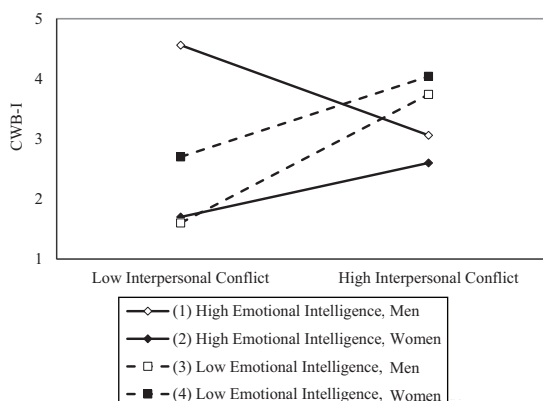 5
4
3
2
1
CWB-I
Low Interpersonal Conflict High Interpersonal Conflict
(1) High Emotional Intelligence, Men
(2) High Emotional Intelligence, Women
(3) Low Emotional Intelligence, Men
(4) Low Emotional Intelligence, Women